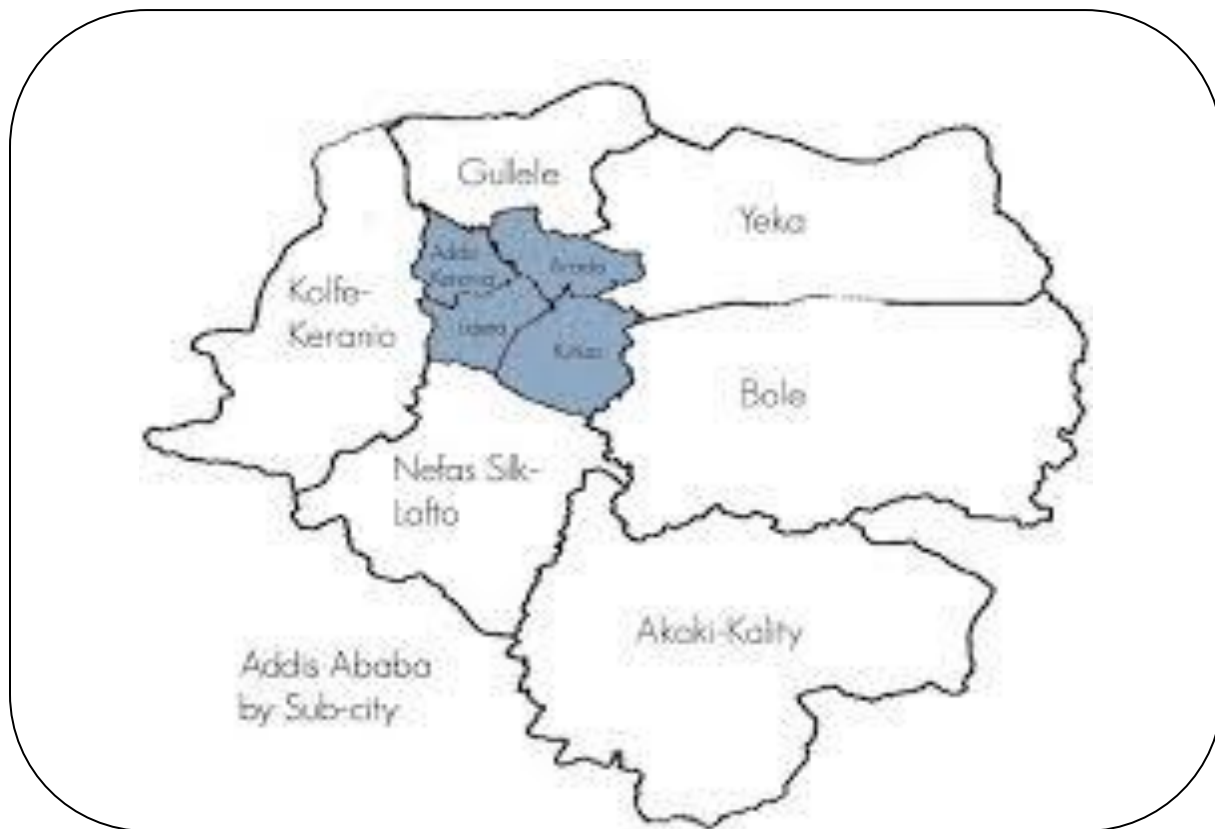 Gullele
Yeka
Addis
Ketema
Arada
Kolfe-
Keranio
Lideta
Kirkos
Bole
Nefas Silk-
Lafto
Akaki-Kality
Addis Ababa
by Sub-city